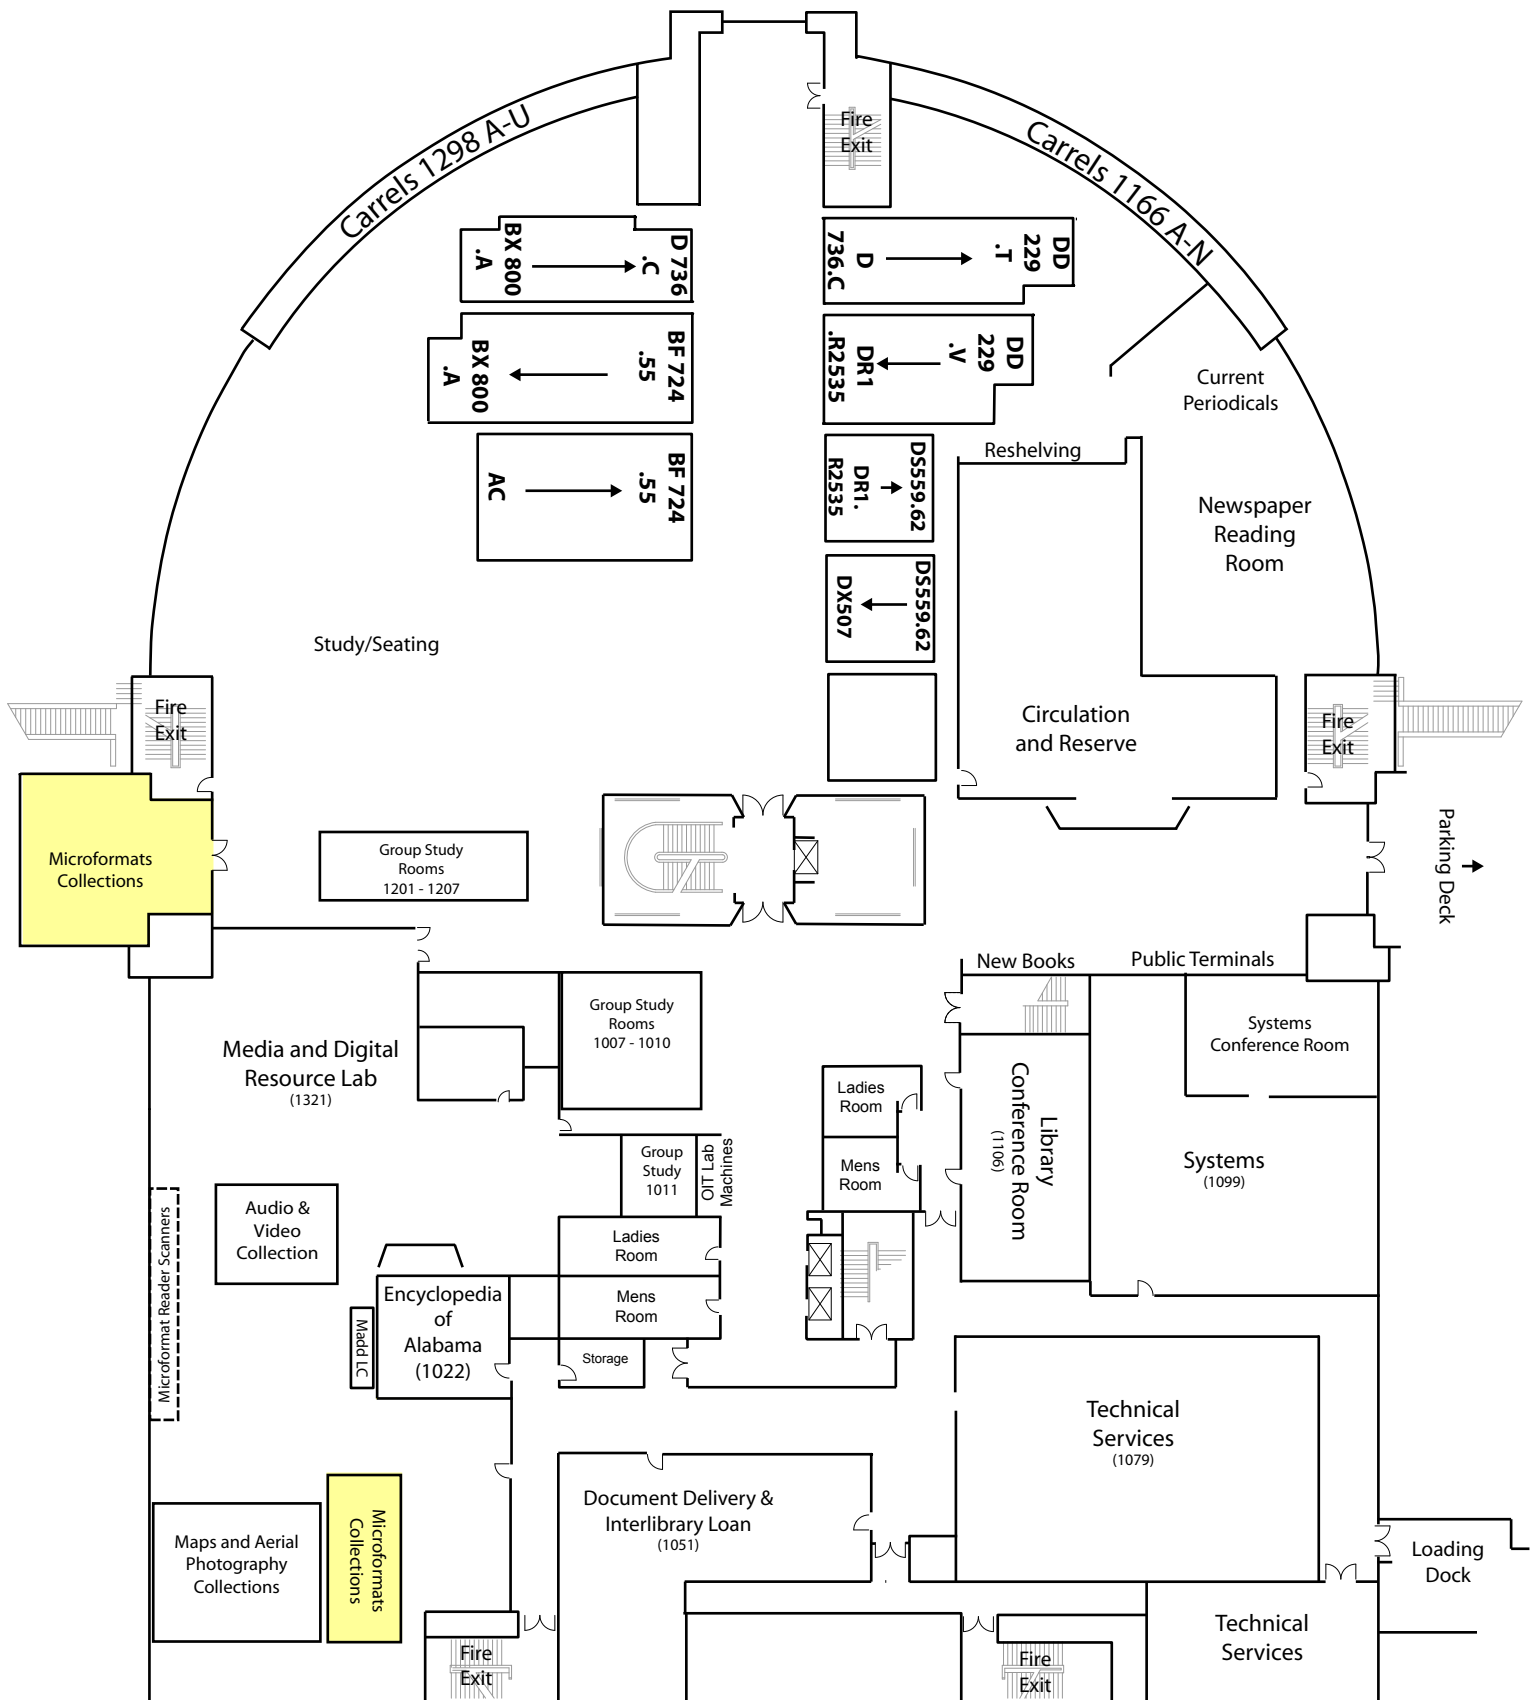 Carrels 1298 A-U
Fire
Exit
Carrels 1166 A-N
BX 800
.A
D 736
.C
D
736.C
DD
229
.T
BX 800
.A
BF 724
.55
DR1
.R2535
DD
229
.V
Current
Periodicals
AC
BF 724
.55
DR1.
R2535
DS559.62
Reshelving
Newspaper
Reading
Room
DX507
DS559.62
Study/Seating
Fire
Exit
Circulation
and Reserve
Fire
Exit
Microformats
Collections
Group Study
Rooms
1201 - 1207
Parking Deck
New Books
Public Terminals
Group Study
Rooms
1007 - 1010
Systems
Conference Room
Media and Digital
Resource Lab
(1321)
Ladies
Room
Mens
Room
Library
Conference Room
(1106)
Systems
(1099)
Group
Study
1011
OIT Lab
Machines
Audio &
Video
Collection
Microformat Reader Scanners
Ladies
Room
Mens
Room
Encyclopedia
of
Alabama
(1022)
Madd LC
Storage
Technical
Services
(1079)
Document Delivery &
Interlibrary Loan
(1051)
Maps and Aerial
Photography
Collections
Microformats
Collections
Loading
Dock
Technical
Services
Fire
Exit
Fire
Exit